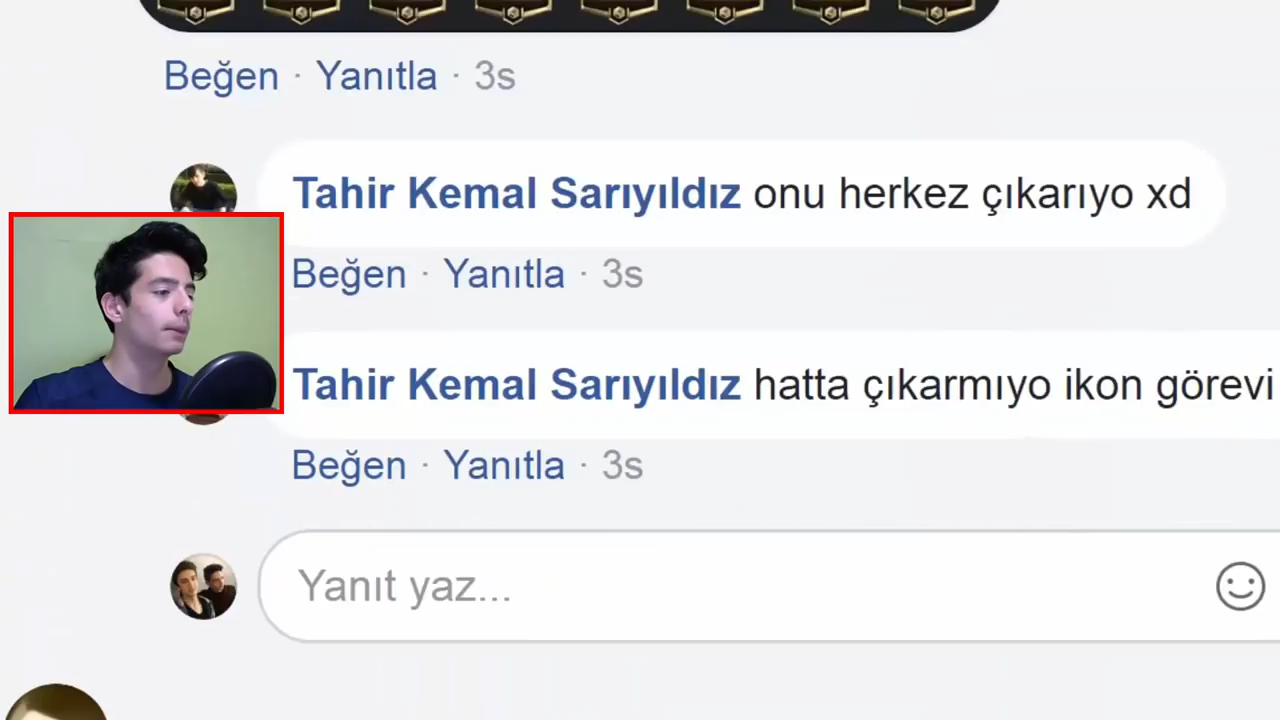 Beğen · Yanıtla · 3s
Tahir Kemal Sarıyıldız onu herkez çıkarıyo xd
Beğen · Yanıtla · 3s
Tahir Kemal Sarıyıldız hatta çıkarmıyo ikon görevi
Beğen · Yanıtla · 3s
Yanıt yaz...